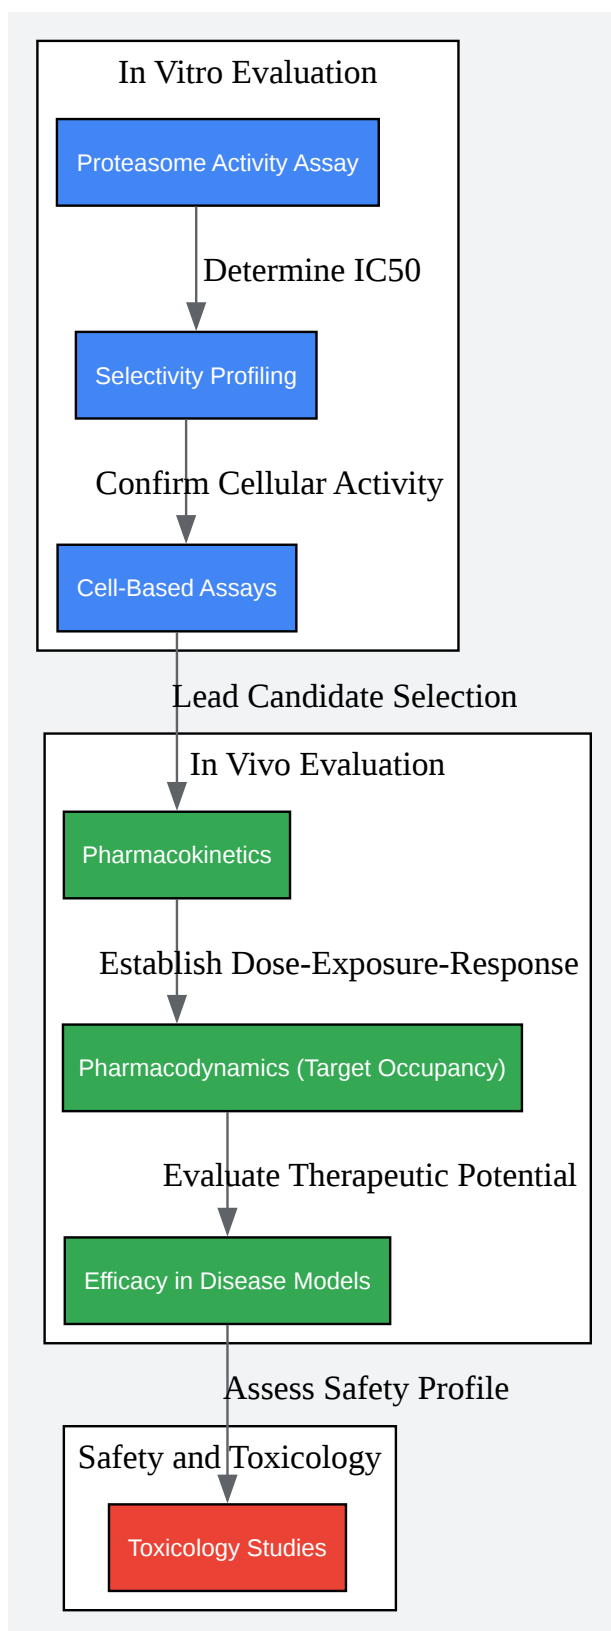 In Vitro Evaluation
Proteasome Activity Assay
Determine IC50
Selectivity Profiling
Confirm Cellular Activity
Cell-Based Assays
Lead Candidate Selection
In Vivo Evaluation
Pharmacokinetics
Establish Dose-Exposure-Response
Pharmacodynamics (Target Occupancy)
Evaluate Therapeutic Potential
Efficacy in Disease Models
Assess Safety Profile
Safety and Toxicology
Toxicology Studies